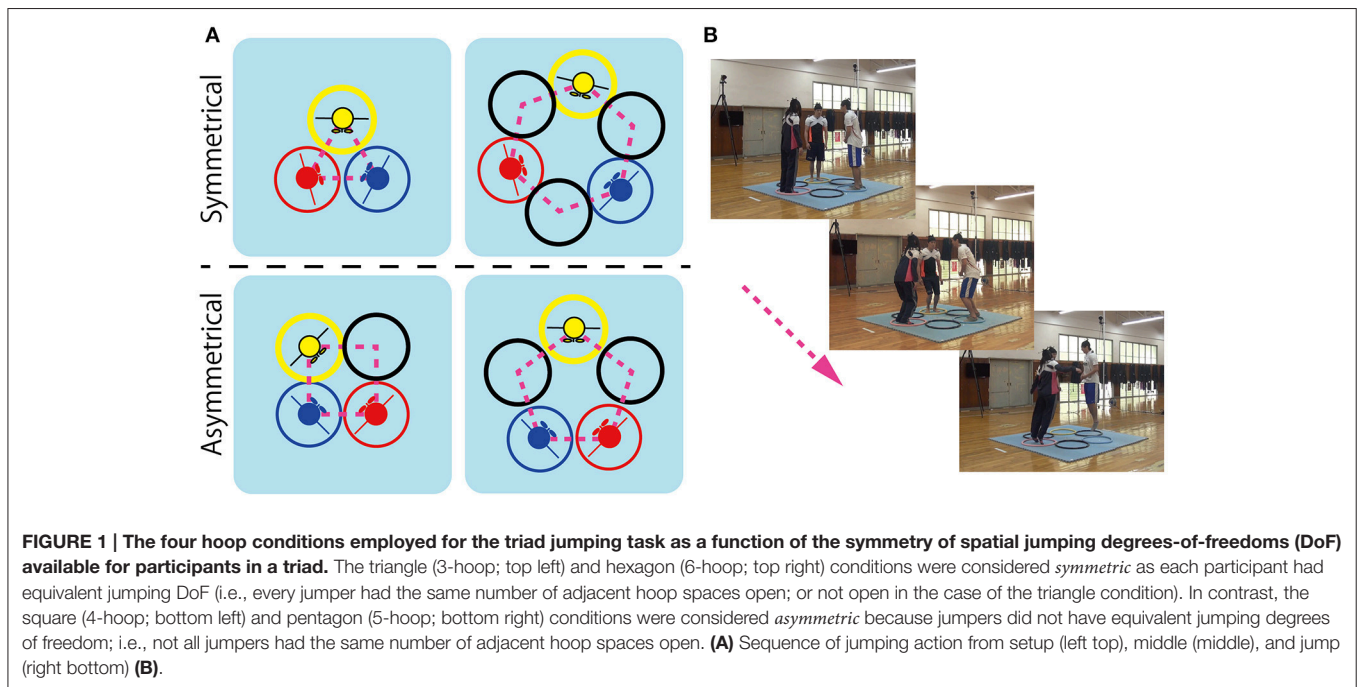 A
B
Symmetrical
Asymmetrical
FIGURE 1 | The four hoop conditions employed for the triad jumping task as a function of the symmetry of spatial jumping degrees-of-freedoms (DoF)
available for participants in a triad. The triangle (3-hoop; top left) and hexagon (6-hoop; top right) conditions were considered symmetric as each participant had
equivalent jumping DoF (i.e., every jumper had the same number of adjacent hoop spaces open; or not open in the case of the triangle condition). In contrast, the
square (4-hoop; bottom left) and pentagon (5-hoop; bottom right) conditions were considered asymmetric because jumpers did not have equivalent jumping degrees
of freedom; i.e., not all jumpers had the same number of adjacent hoop spaces open. (A) Sequence of jumping action from setup (left top), middle (middle), and jump
(right bottom) (B).